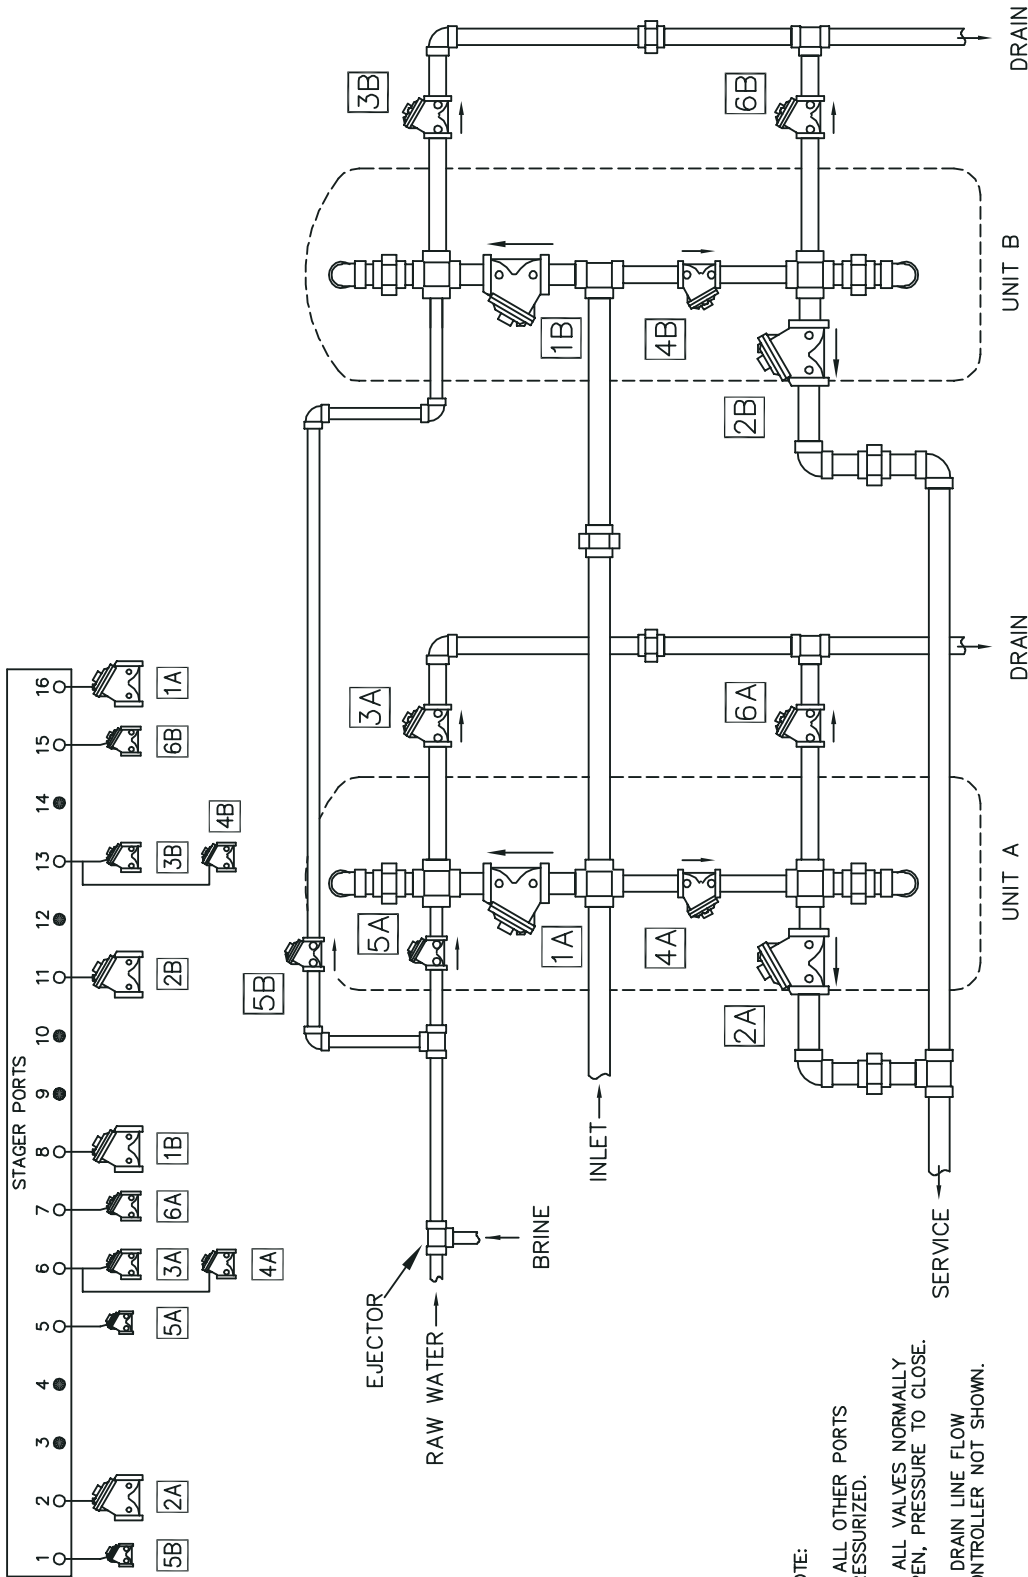 STAGER PORTS
1 2 3 4 5 6 7 8 9 10 11 12 13 14 15 16
5B
2A
5A
3A
4A
6A
1B
2B
3B
4B
6B
1A
EJECTOR
RAW WATER
BRINE
INLET
SERVICE
5B
5A
3A
1A
4A
2A
6A
UNIT A
DRAIN
3B
1B
4B
2B
6B
UNIT B
DRAIN
OTE:
ALL OTHER PORTS
RESSURIZED.
ALL VALVES NORMALLY
PEN, PRESSURE TO CLOSE.
DRAIN LINE FLOW
ONTROLLER NOT SHOWN.